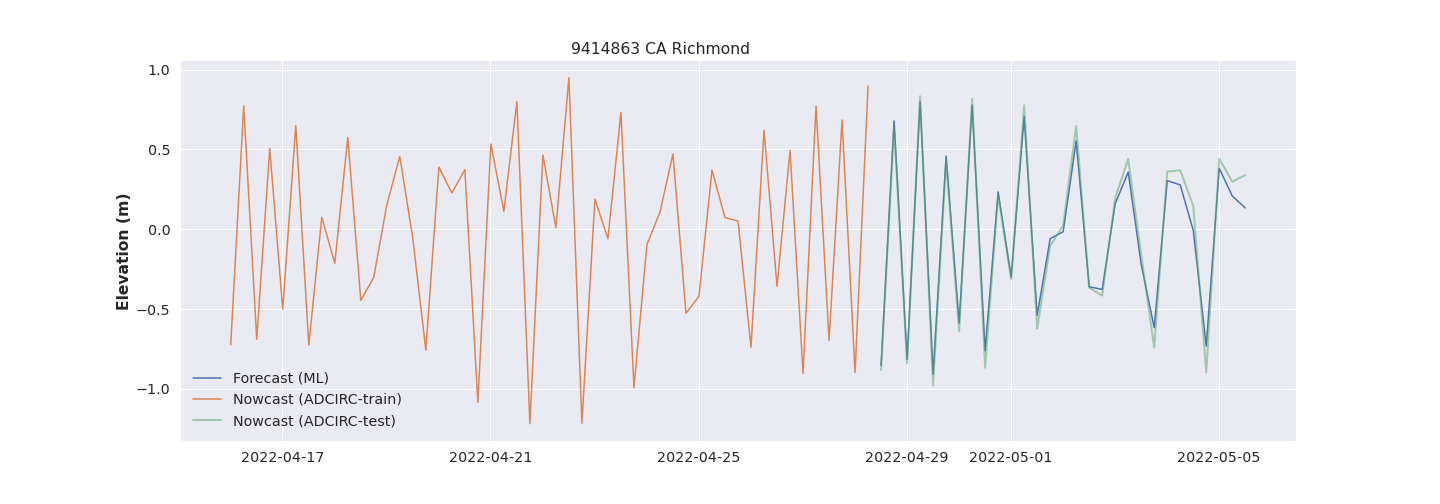 9414863 CA Richmond
1.0
0.5
0.0
−0.5
−1.0
Elevation (m)
Forecast (ML)
Nowcast (ADCIRC-train)
Nowcast (ADCIRC-test)
2022-04-17 2022-04-21 2022-04-25 2022-04-29 2022-05-01 2022-05-05